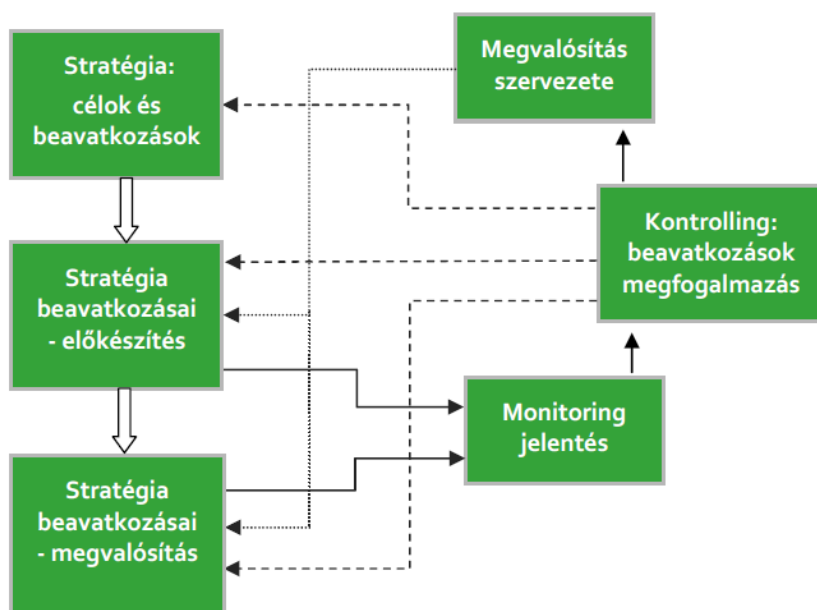 Stratégia:
célok és
beavatkozások
Megvalósítás
szervezete
Kontrolling:
beavatkozások
megfogalmazás
Stratégia
beavatkozásai
- előkészítés
Monitoring
jelentés
Stratégia
beavatkozásai
- megvalósítás